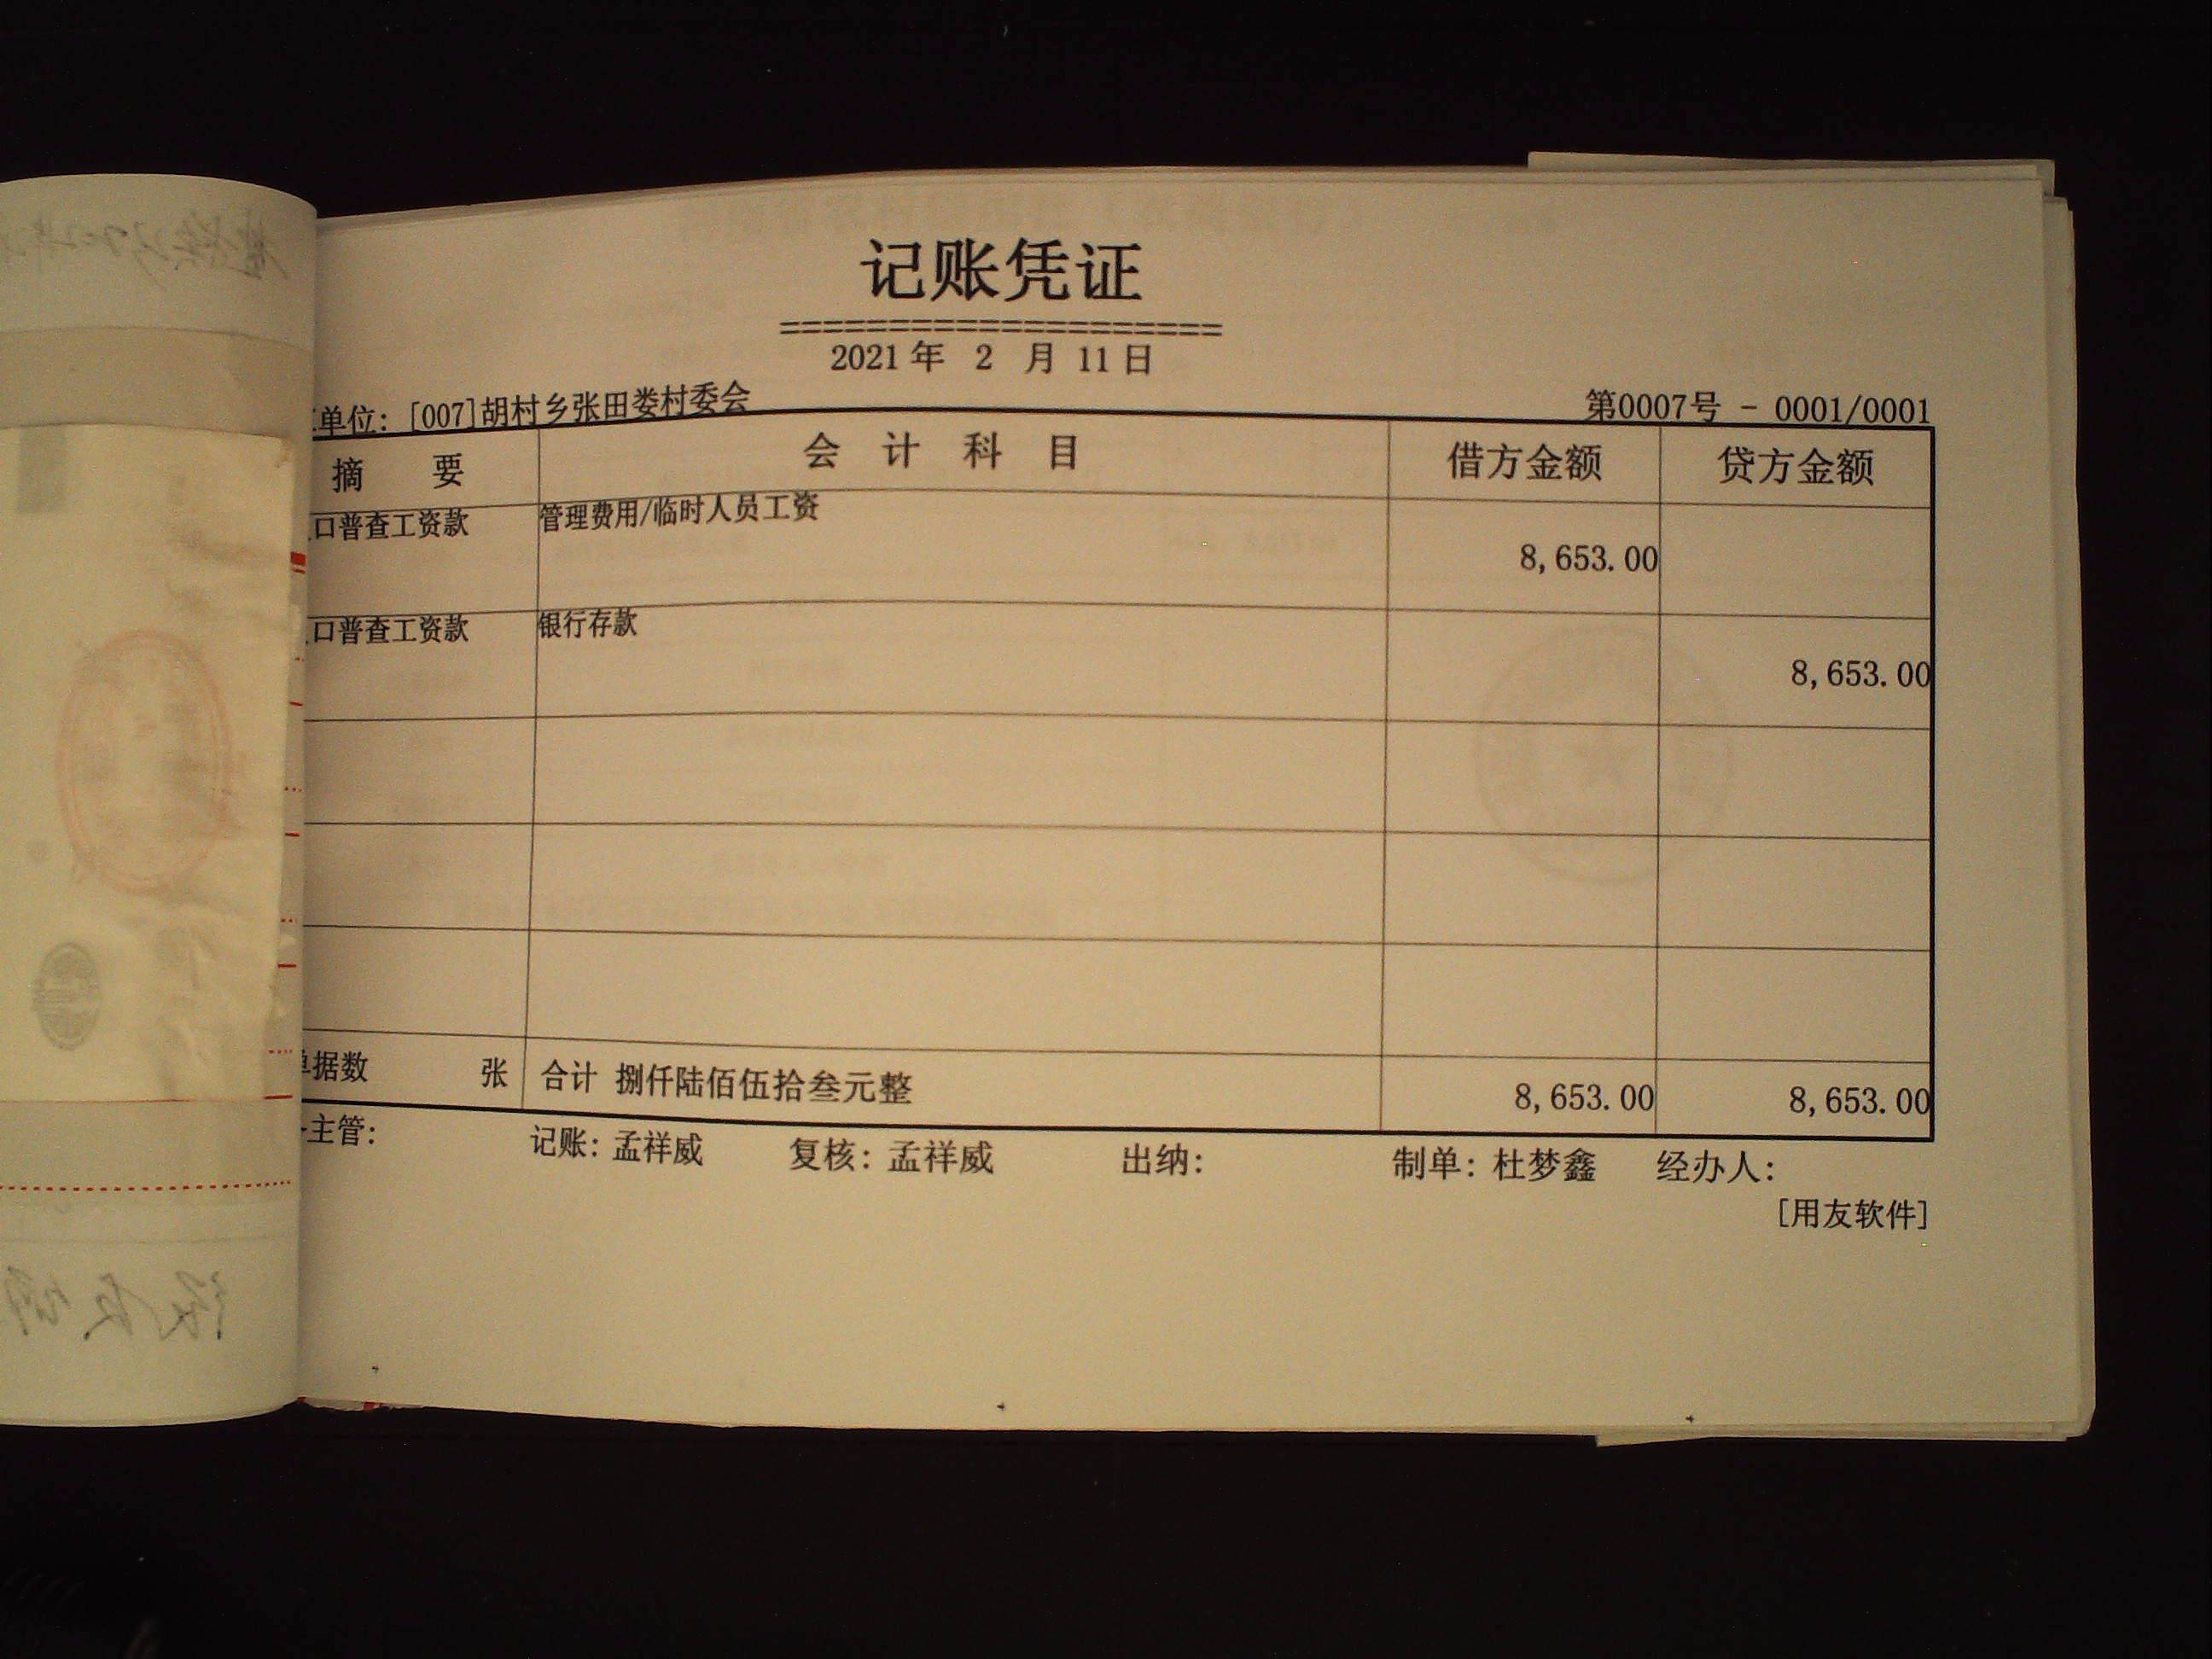 记账凭证
====================
2021 年 2 月 11 日
单位: [007]胡村乡张田娄村委会 第0007号 - 0001/0001
摘 要 会 计 科 目 借方金额 贷方金额
口普查工资款 管理费用/临时人员工资 8,653.00
口普查工资款 银行存款 8,653.00
据数 张 合计 捌仟陆佰伍拾叁元整 8,653.00 8,653.00
主管: 记账: 孟祥威 复核: 孟祥威 出纳: 制单: 杜梦鑫 经办人:
[用友软件]